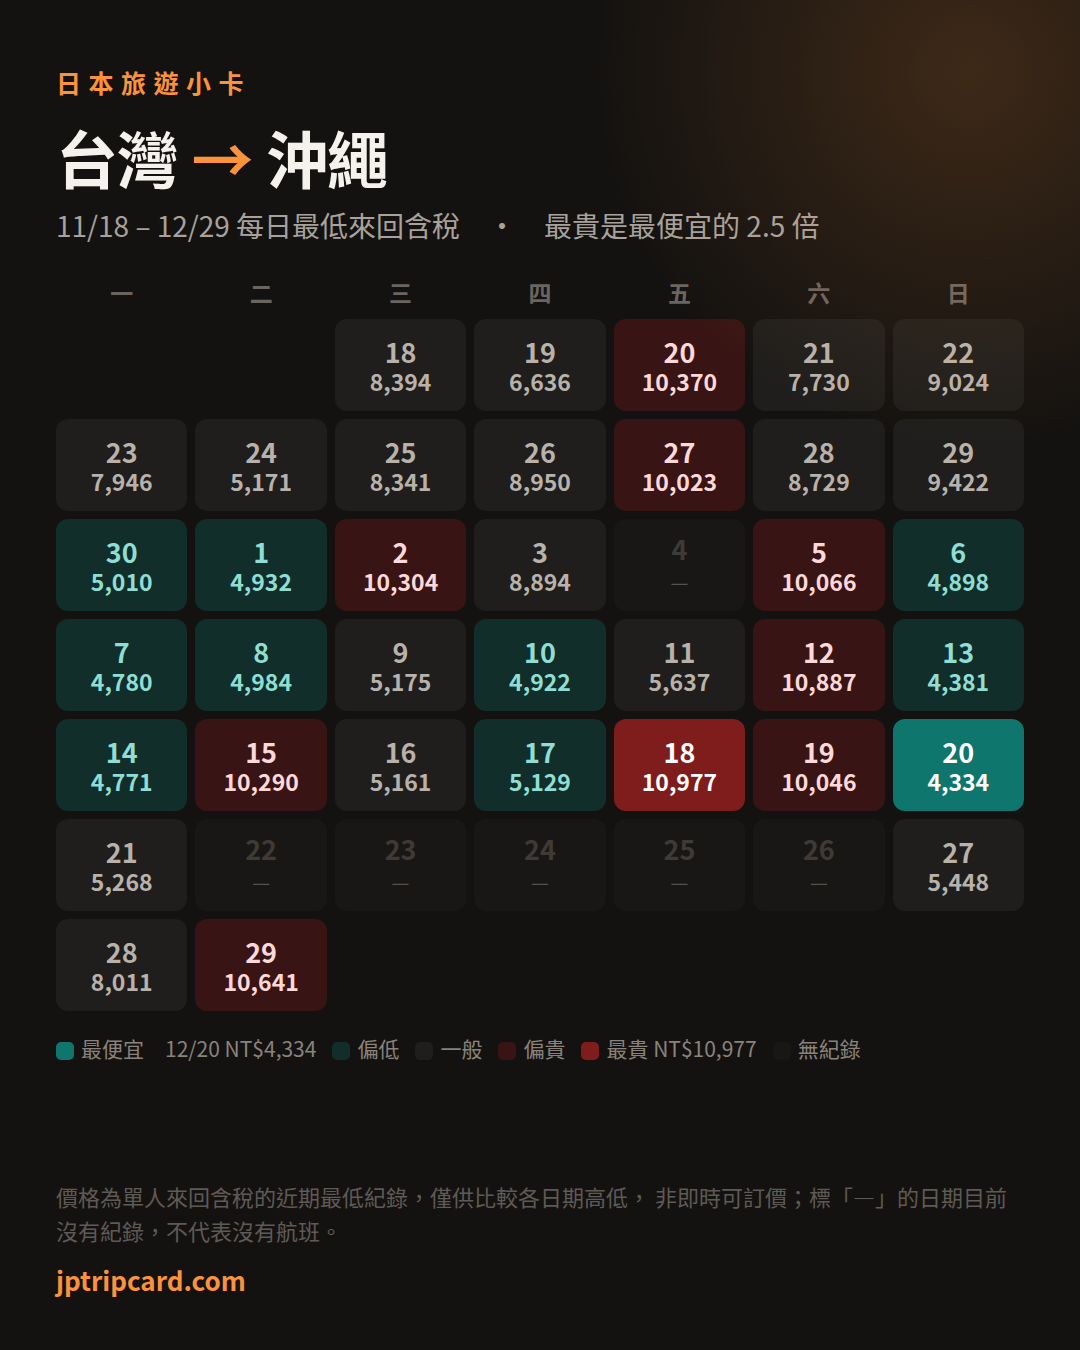 日本旅遊小卡
台灣 → 沖繩
11/18 – 12/29 每日最低來回含稅 ・ 最貴是最便宜的 2.5 倍
一 二 三 四 五 六 日
18 19 20 21 22
8,394 6,636 10,370 7,730 9,024
23 24 25 26 27 28 29
7,946 5,171 8,341 8,950 10,023 8,729 9,422
30 1 2 3 4 5 6
5,010 4,932 10,304 8,894 — 10,066 4,898
7 8 9 10 11 12 13
4,780 4,984 5,175 4,922 5,637 10,887 4,381
14 15 16 17 18 19 20
4,771 10,290 5,161 5,129 10,977 10,046 4,334
21 22 23 24 25 26 27
5,268 — — — — — 5,448
28 29
8,011 10,641
最便宜 12/20 NT$4,334 偏低 一般 偏貴 最貴 NT$10,977 無紀錄
價格為單人來回含稅的近期最低紀錄，僅供比較各日期高低， 非即時可訂價；標「—」的日期目前
沒有紀錄，不代表沒有航班。
jptripcard.com